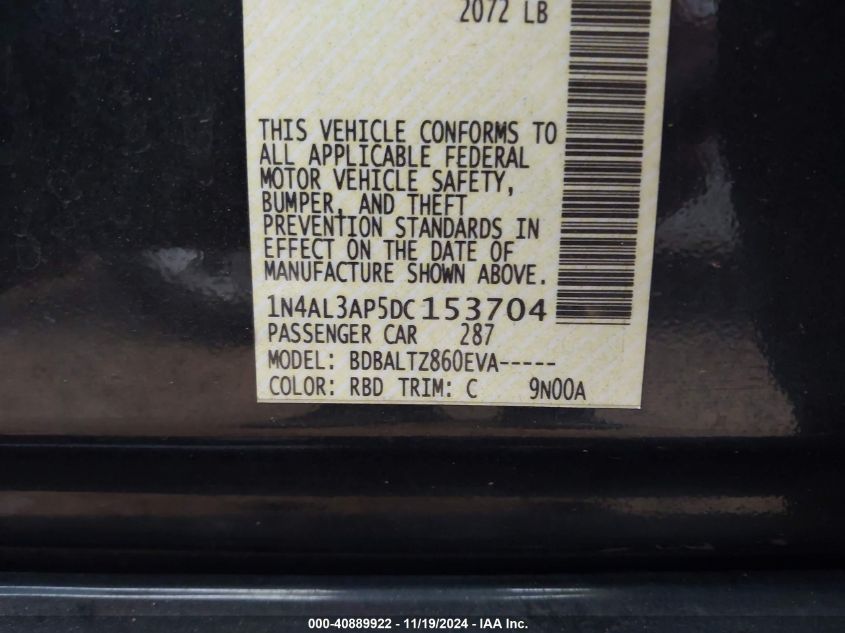 2072 LB
THIS VEHICLE CONFORMS TO
ALL APPLICABLE FEDERAL
MOTOR VEHICLE SAFETY,
BUMPER, AND THEFT
PREVENTION STANDARDS IN
EFFECT ON THE DATE OF
MANUFACTURE SHOWN ABOVE.
1N4AL3AP5DC153704
PASSENGER CAR 287
MODEL: BDBALTZ860EVA-----
COLOR: RBD TRIM: C 9N00A
000-40889922 - 11/19/2024 - IAA Inc.